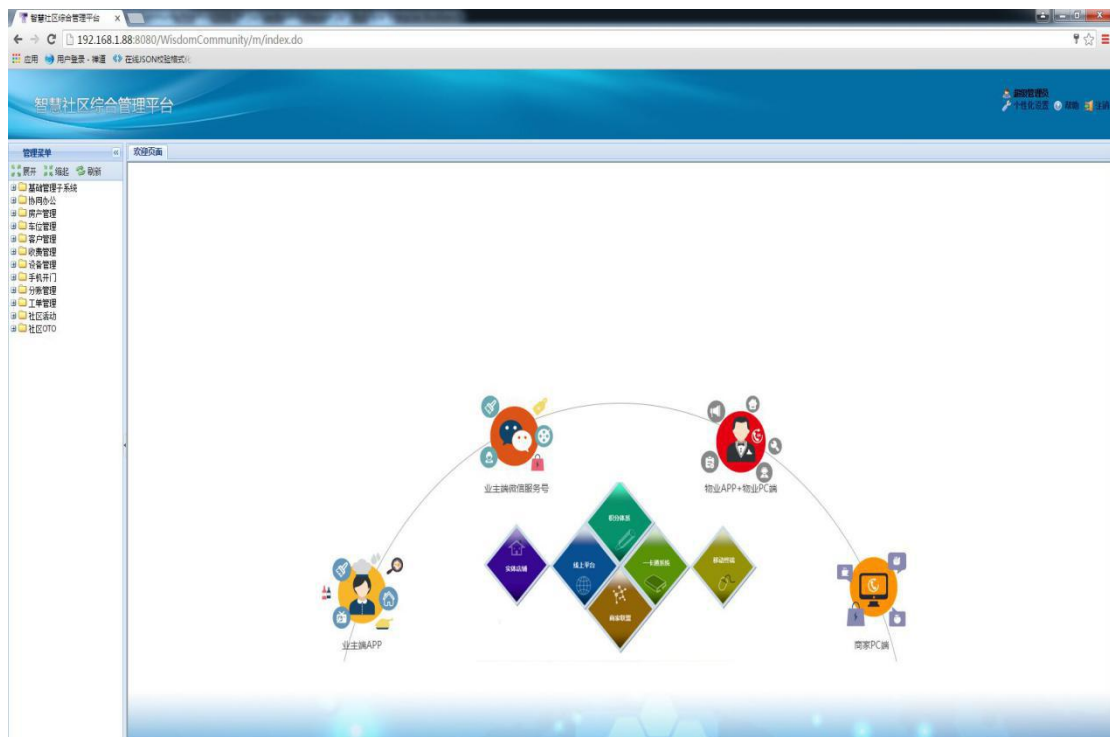 智慧社区综合管理平台
192.168.1.88:8080/WisdomCommunity/m/index.do
应用 用户登录 - 禅道 在线JSON校验格式化
智慧社区综合管理平台
超级管理员
个性化设置 帮助 注销
管理菜单 欢迎页面
展开 缩起 刷新
基础管理子系统
协同办公
房产管理
车位管理
客户管理
收费管理
设备管理
手机开门
分账管理
工单管理
社区活动
社区OTO
业主端微信服务号 物业APP+物业PC端
积分体系
实体店铺 线上平台 一卡通系统 移动终端
商家联盟
业主端APP 商家PC端